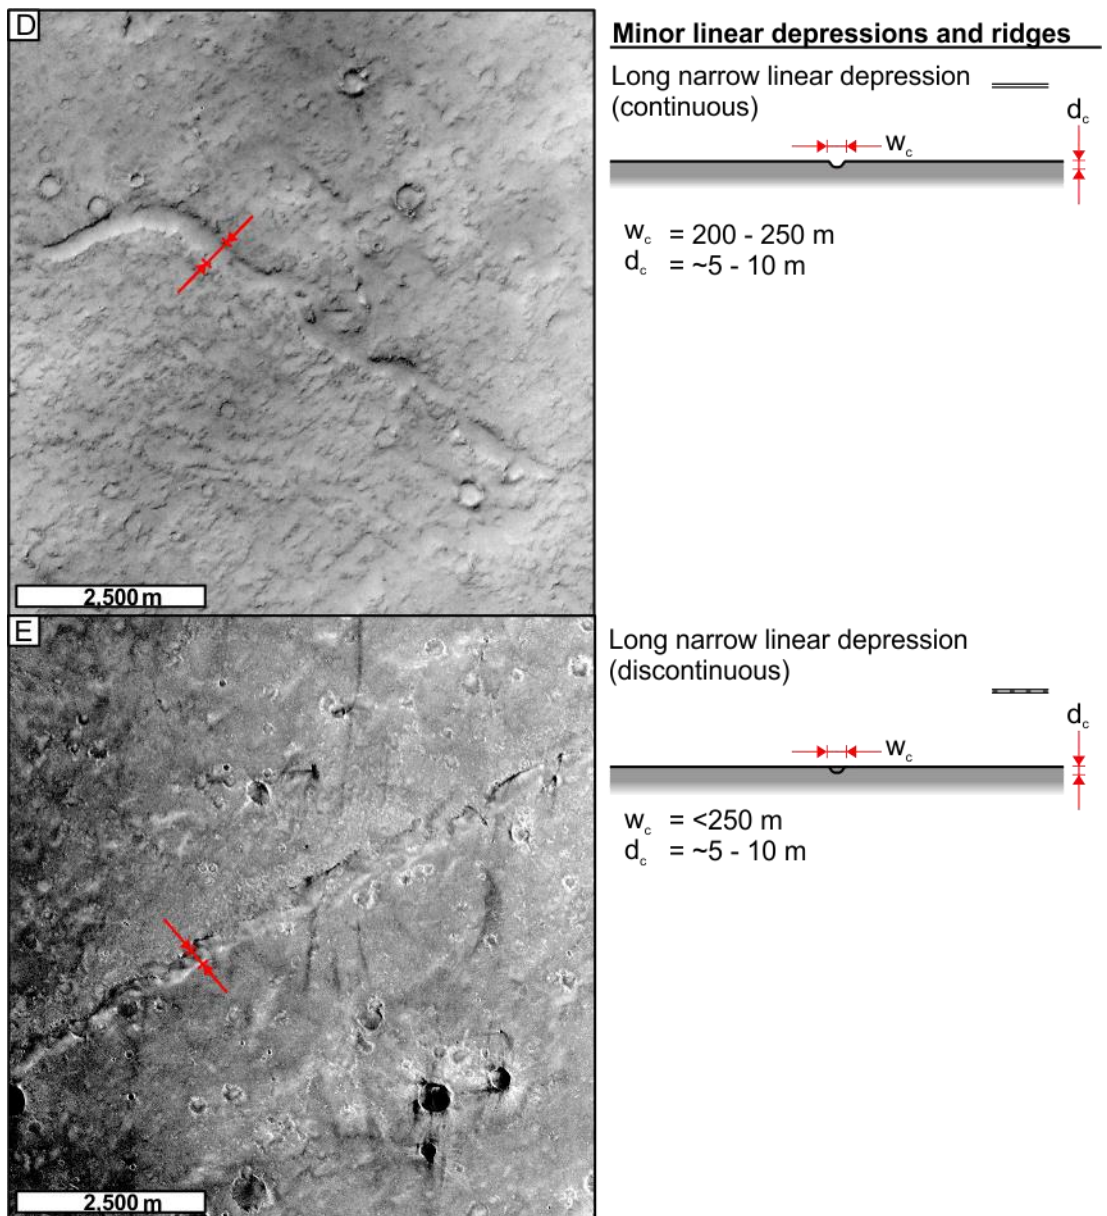 D
Minor linear depressions and ridges
Long narrow linear depression
(continuous)
dc
wc
wc = 200 - 250 m
dc = ~5 - 10 m
2,500 m
E
Long narrow linear depression
(discontinuous)
dc
wc
wc = <250 m
dc = ~5 - 10 m
2,500 m